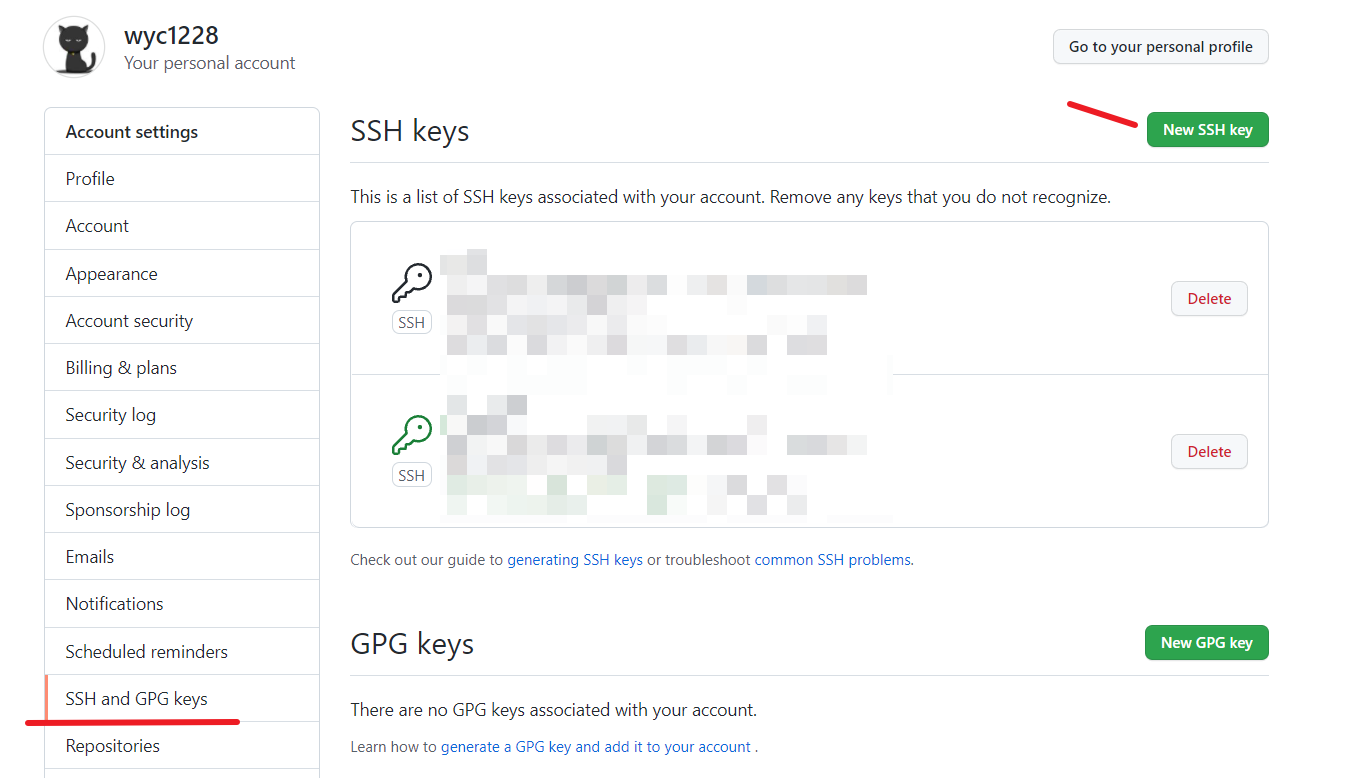 wyc1228
Your personal account
Go to your personal profile
Account settings
Profile
Account
Appearance
Account security
Billing & plans
Security log
Security & analysis
Sponsorship log
Emails
Notifications
Scheduled reminders
SSH and GPG keys
Repositories
SSH keys
New SSH key
This is a list of SSH keys associated with your account. Remove any keys that you do not recognize.
SSH
Delete
SSH
Delete
Check out our guide to generating SSH keys or troubleshoot common SSH problems.
GPG keys
New GPG key
There are no GPG keys associated with your account.
Learn how to generate a GPG key and add it to your account .